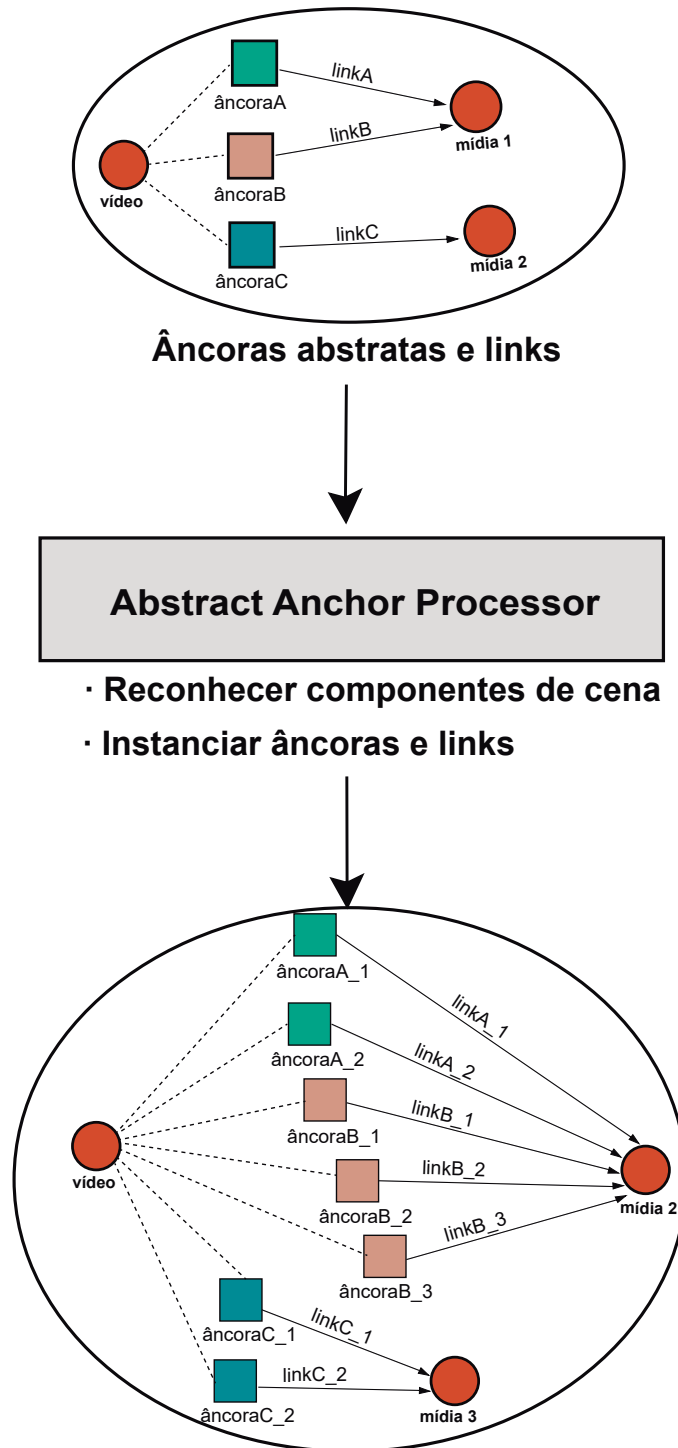 linkA
âncoraA
linkB
mídia 1
vídeo
âncoraB
linkC
mídia 2
âncoraC
Âncoras abstratas e links
Abstract Anchor Processor
· Reconhecer componentes de cena
· Instanciar âncoras e links
âncoraA_1
linkA_1
âncoraA_2
linkA_2
linkB_1
âncoraB_1
vídeo
linkB_2
mídia 2
âncoraB_2
linkB_3
âncoraB_3
linkC_1
âncoraC_1
linkC_2
mídia 3
âncoraC_2